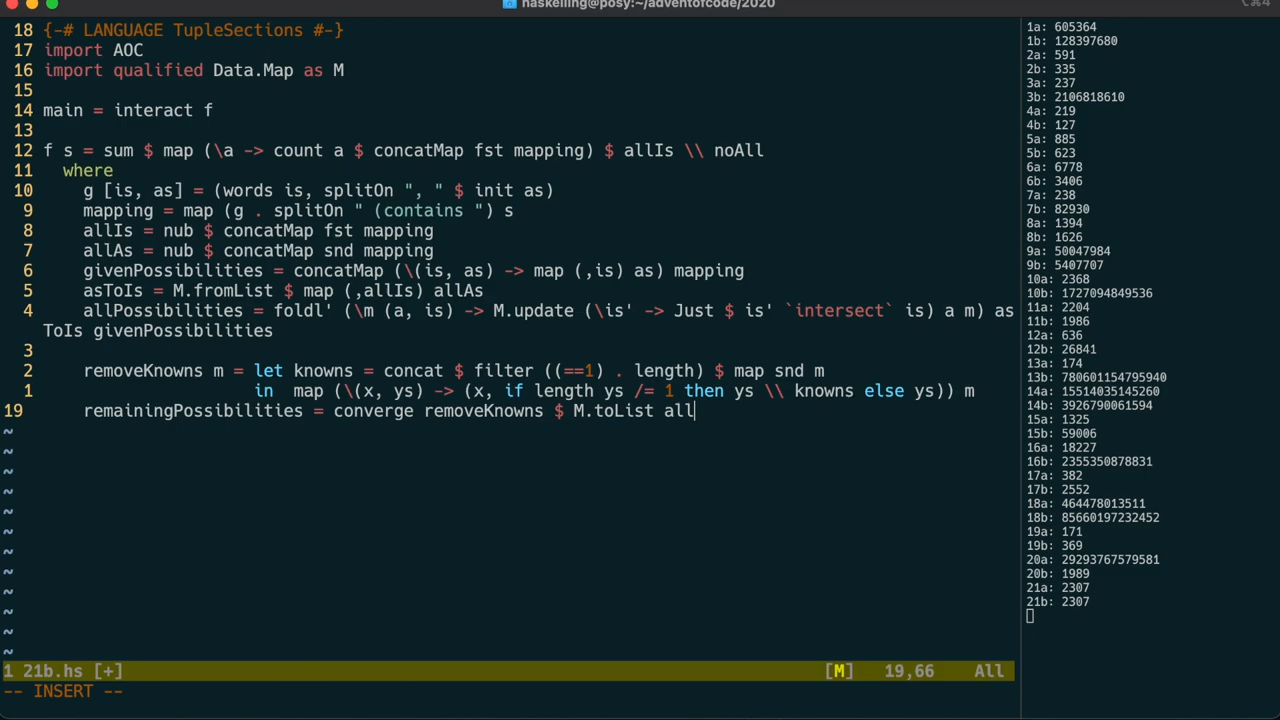 haskelling@posy:~/adventofcode/2020
⌥⌘4
18 {-# LANGUAGE TupleSections #-}
17 import AOC
16 import qualified Data.Map as M
15
14 main = interact f
13
12 f s = sum $ map (\a -> count a $ concatMap fst mapping) $ allIs \\ noAll
11   where
10     g [is, as] = (words is, splitOn ", " $ init as)
9     mapping = map (g . splitOn " (contains ") s
8     allIs = nub $ concatMap fst mapping
7     allAs = nub $ concatMap snd mapping
6     givenPossibilities = concatMap (\(is, as) -> map (,is) as) mapping
5     asToIs = M.fromList $ map (,allIs) allAs
4     allPossibilities = foldl' (\m (a, is) -> M.update (\is' -> Just $ is' `intersect` is) a m) as
ToIs givenPossibilities
3
2     removeKnowns m = let knowns = concat $ filter ((==1) . length) $ map snd m
1                      in  map (\(x, ys) -> (x, if length ys /= 1 then ys \\ knowns else ys)) m
19     remainingPossibilities = converge removeKnowns $ M.toList all
~
~
~
~
~
~
~
~
~
~
~
~
1 21b.hs [+] [M] 19,66 All
-- INSERT --
1a: 605364
1b: 128397680
2a: 591
2b: 335
3a: 237
3b: 2106818610
4a: 219
4b: 127
5a: 885
5b: 623
6a: 6778
6b: 3406
7a: 238
7b: 82930
8a: 1394
8b: 1626
9a: 50047984
9b: 5407707
10a: 2368
10b: 1727094849536
11a: 2204
11b: 1986
12a: 636
12b: 26841
13a: 174
13b: 780601154795940
14a: 15514035145260
14b: 3926790061594
15a: 1325
15b: 59006
16a: 18227
16b: 2355350878831
17a: 382
17b: 2552
18a: 464478013511
18b: 85660197232452
19a: 171
19b: 369
20a: 29293767579581
20b: 1989
21a: 2307
21b: 2307